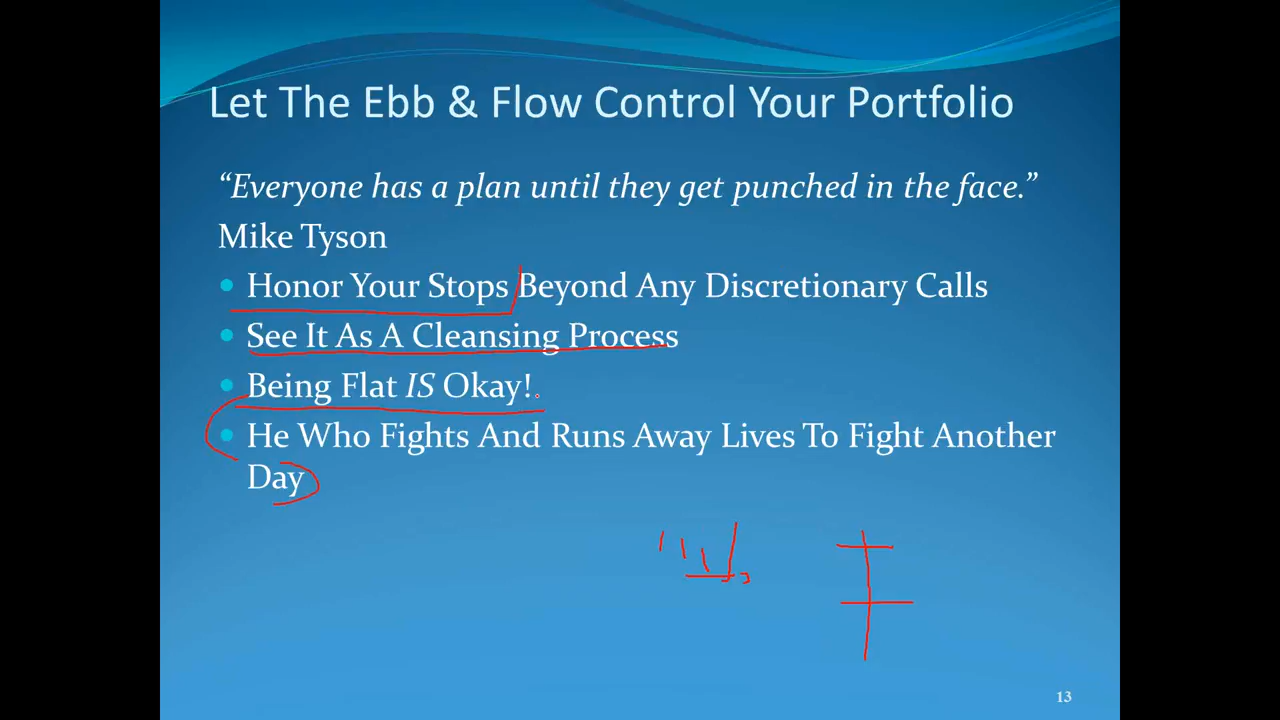 Let The Ebb & Flow Control Your Portfolio
“Everyone has a plan until they get punched in the face.”
Mike Tyson
Honor Your Stops Beyond Any Discretionary Calls
See It As A Cleansing Process
Being Flat IS Okay!
He Who Fights And Runs Away Lives To Fight Another
Day
13